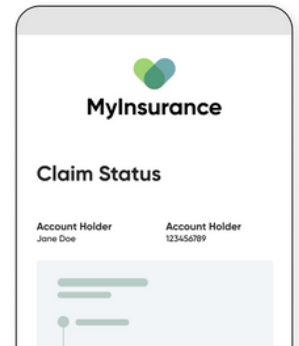 MyInsurance
Claim Status
Account Holder Account Holder
Jane Doe 123456789